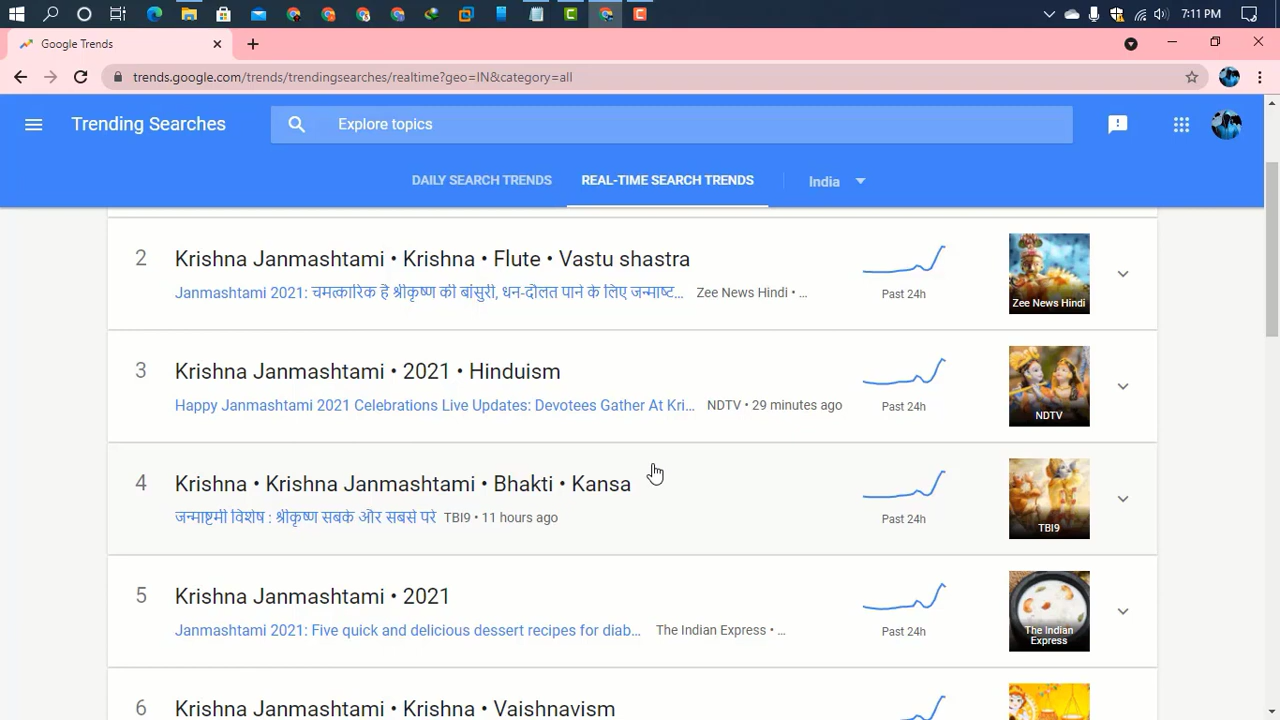 7:11 PM
Google Trends
trends.google.com/trends/trendingsearches/realtime?geo=IN&category=all
Trending Searches
Explore topics
DAILY SEARCH TRENDS
REAL-TIME SEARCH TRENDS
India
2
Krishna Janmashtami • Krishna • Flute • Vastu shastra
Janmashtami 2021: चमत्कारिक है श्रीकृष्ण की बांसुरी, धन-दौलत पाने के लिए जन्माष्ट... Zee News Hindi • ...
Past 24h
Zee News Hindi
3
Krishna Janmashtami • 2021 • Hinduism
Happy Janmashtami 2021 Celebrations Live Updates: Devotees Gather At Kri... NDTV • 29 minutes ago
Past 24h
NDTV
4
Krishna • Krishna Janmashtami • Bhakti • Kansa
जन्माष्टमी विशेष : श्रीकृष्ण सबके और सबसे परे TBI9 • 11 hours ago
Past 24h
TBI9
5
Krishna Janmashtami • 2021
Janmashtami 2021: Five quick and delicious dessert recipes for diab... The Indian Express • ...
Past 24h
The Indian
Express
6
Krishna Janmashtami • Krishna • Vaishnavism